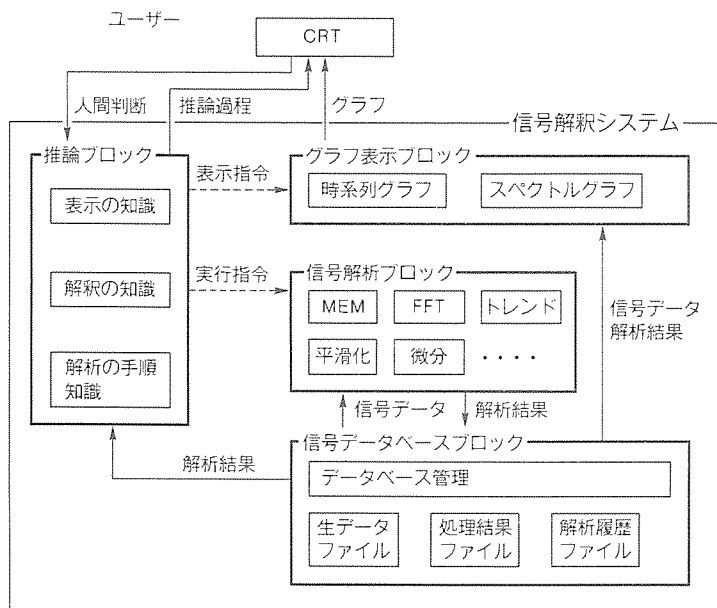 ユーザー
CRT
人間判断
推論過程
グラフ
信号解釈システム
推論ブロック
表示の知識
解釈の知識
解析の手順
知識
表示指令
実行指令
グラフ表示ブロック
時系列グラフ
スペクトルグラフ
信号解析ブロック
MEM
FFT
トレンド
平滑化
微分
・・・・
信号データ
解析結果
信号データ
解析結果
解析結果
信号データベースブロック
データベース管理
生データ
ファイル
処理結果
ファイル
解析履歴
ファイル